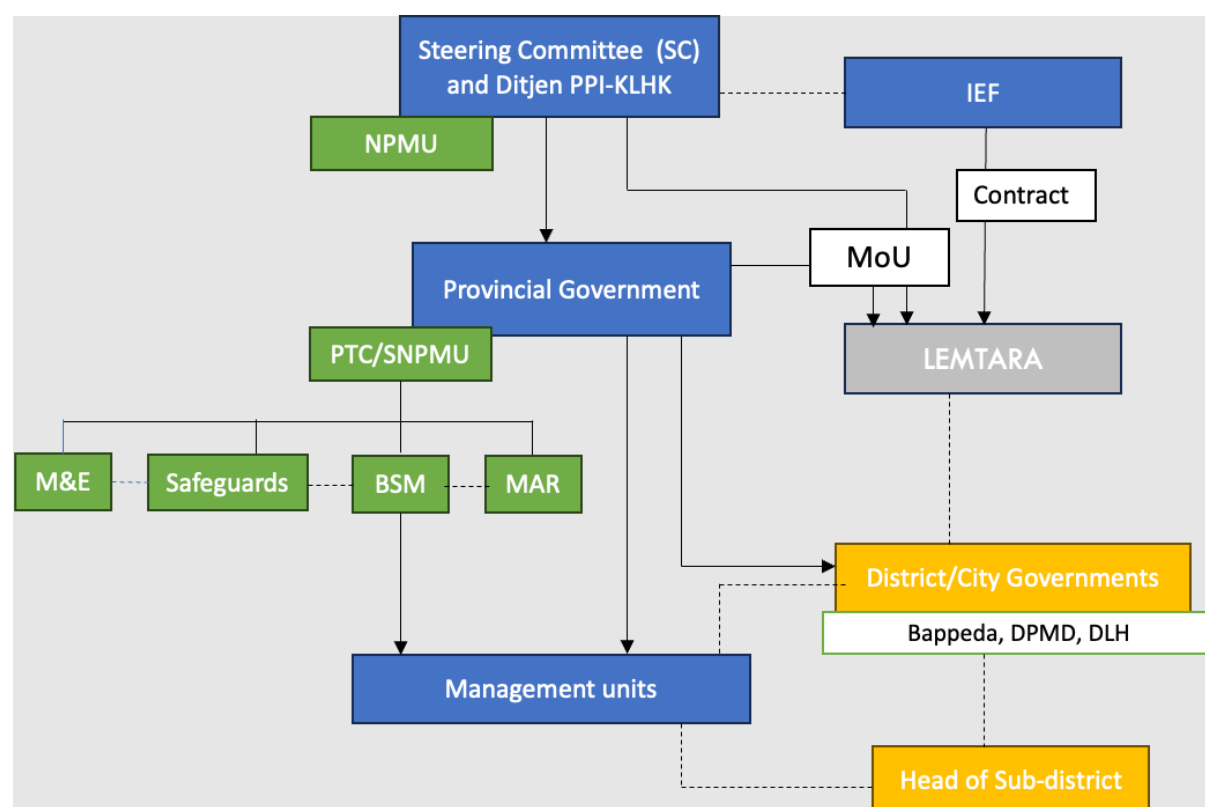 Steering Committee (SC)
and Ditjen PPI-KLHK
IEF
NPMU
Contract
MoU
Provincial Government
PTC/SNPMU
LEMTARA
M&E
Safeguards
BSM
MAR
District/City Governments
Bappeda, DPMD, DLH
Management units
Head of Sub-district